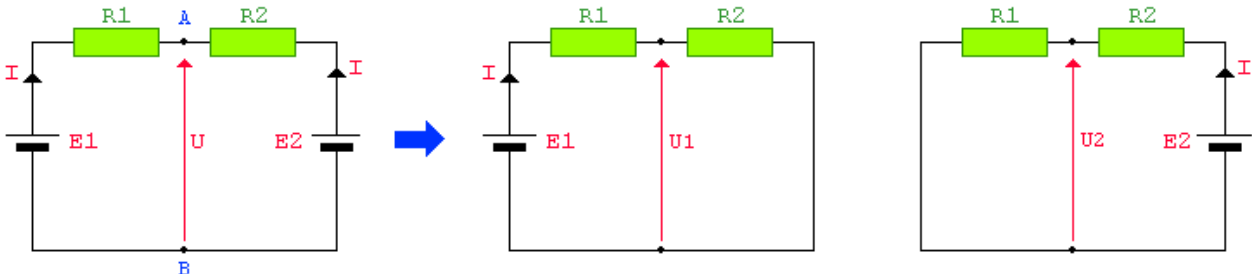 R1 A R2
I I
E1 U E2
B
R1 R2
I
E1 U1
R1 R2
I
U2 E2